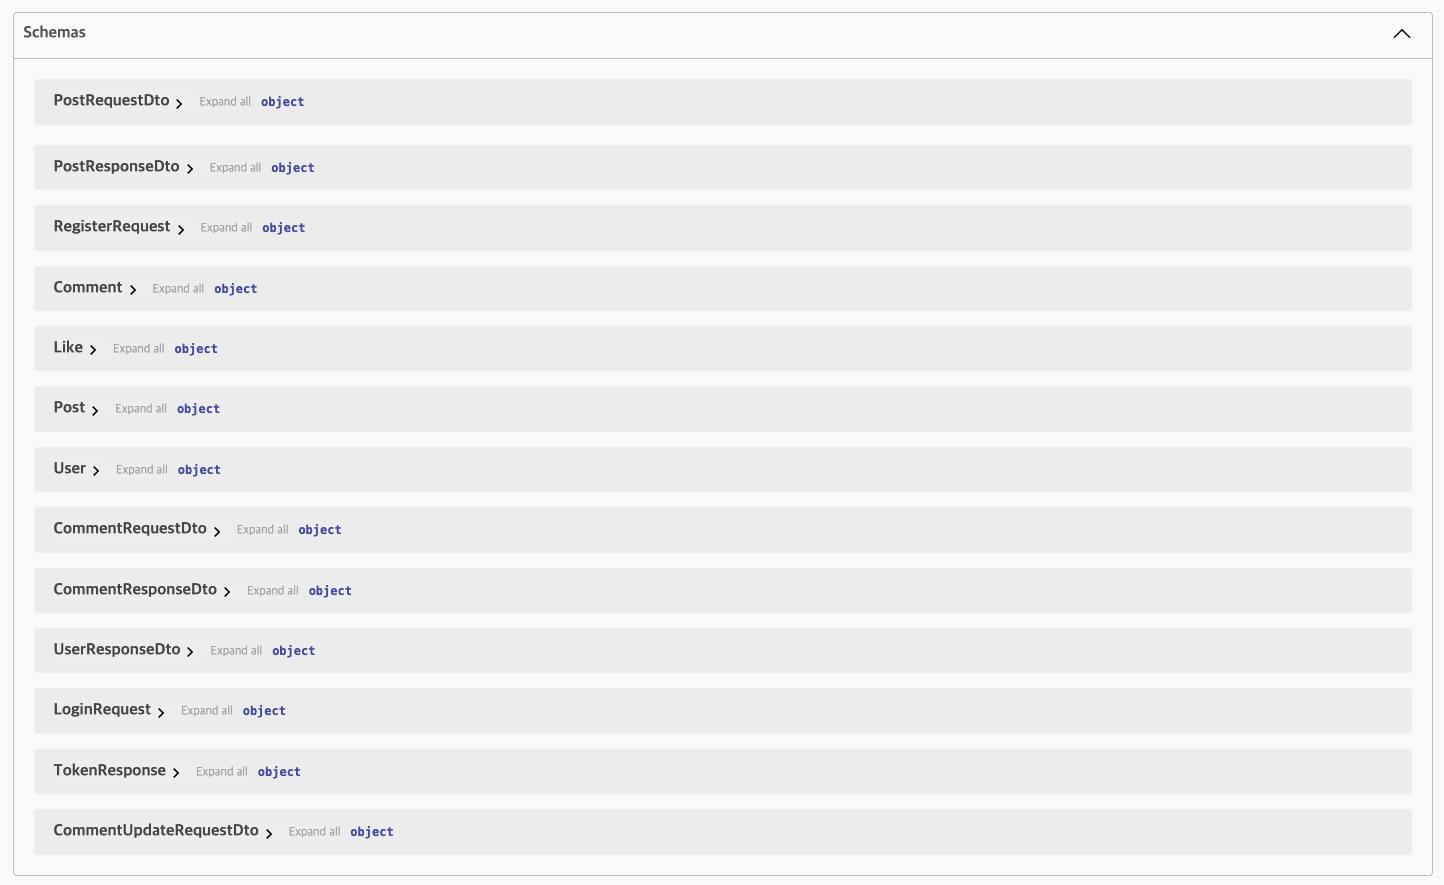 Schemas
PostRequestDto Expand all object
PostResponseDto Expand all object
RegisterRequest Expand all object
Comment Expand all object
Like Expand all object
Post Expand all object
User Expand all object
CommentRequestDto Expand all object
CommentResponseDto Expand all object
UserResponseDto Expand all object
LoginRequest Expand all object
TokenResponse Expand all object
CommentUpdateRequestDto Expand all object